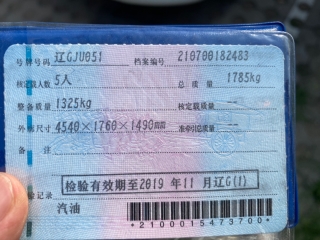 号牌号码 辽GJU051 档案编号 210700182483
核定载人数 5人 总质量 1785kg
整备质量 1325kg 核定载质量 --
外廓尺寸 4540×1760×1490mm 准牵引总质量 --
备注
检验有效期至2019年11月辽G(1)
检验记录
汽油
*2100015473700*